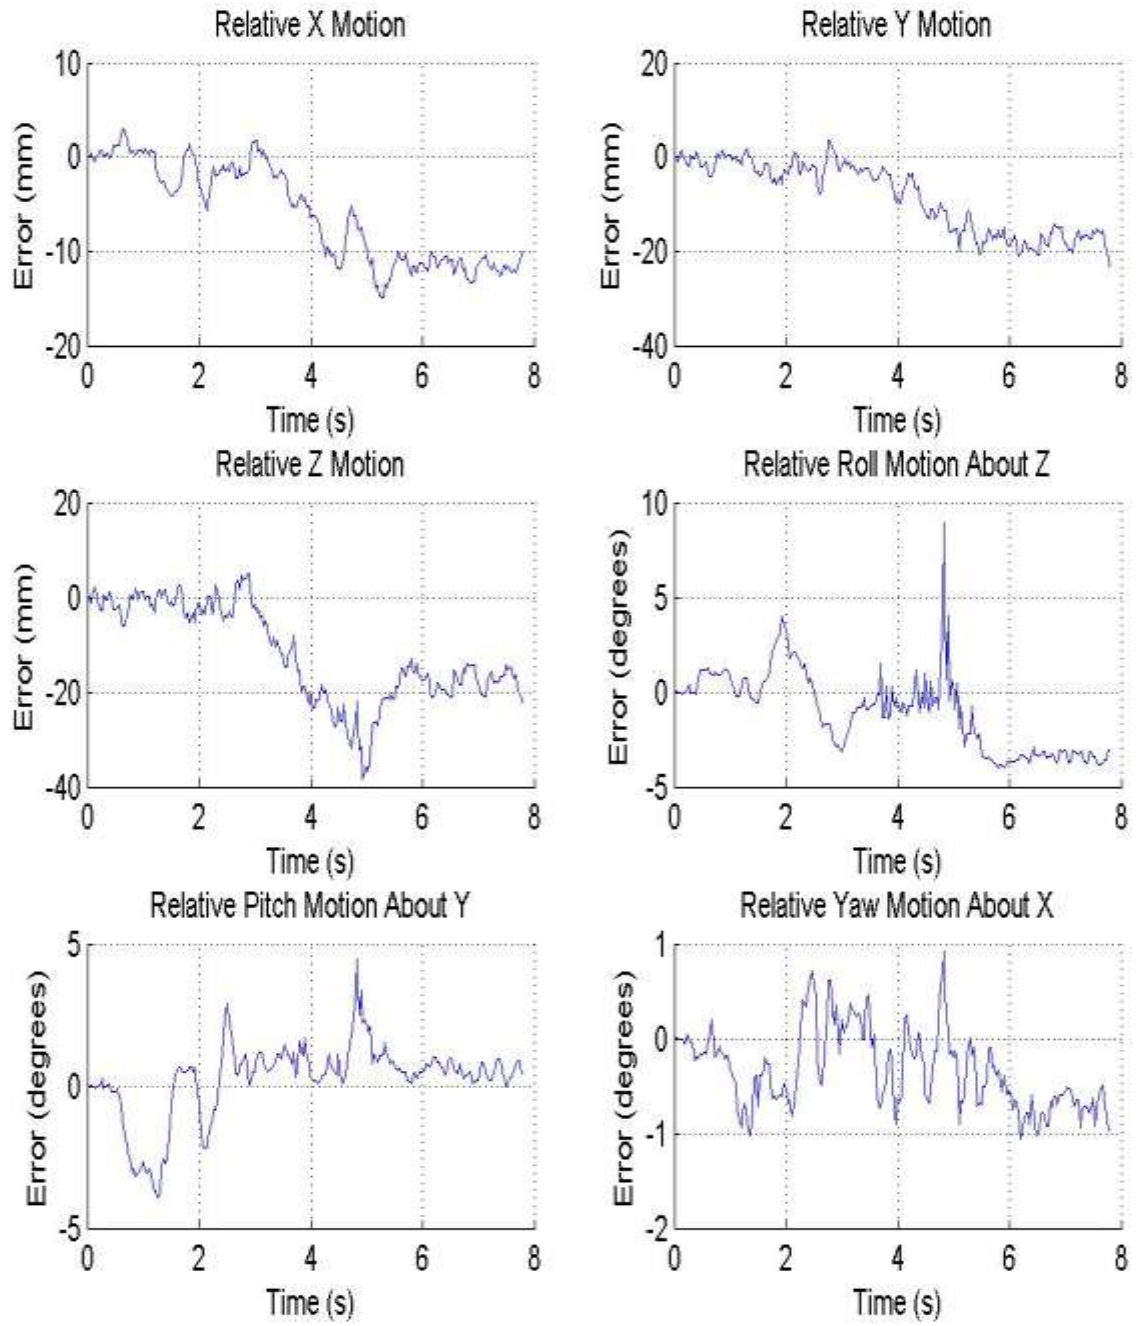 Relative X Motion
10
0
-10
-20
Error (mm)
0 2 4 6 8
Time (s)
Relative Y Motion
20
0
-20
-40
Error (mm)
0 2 4 6 8
Time (s)
Relative Z Motion
20
0
-20
-40
Error (mm)
0 2 4 6 8
Time (s)
Relative Roll Motion About Z
10
5
0
-5
Error (degrees)
0 2 4 6 8
Time (s)
Relative Pitch Motion About Y
5
0
-5
Error (degrees)
0 2 4 6 8
Time (s)
Relative Yaw Motion About X
1
0
-1
-2
Error (degrees)
0 2 4 6 8
Time (s)